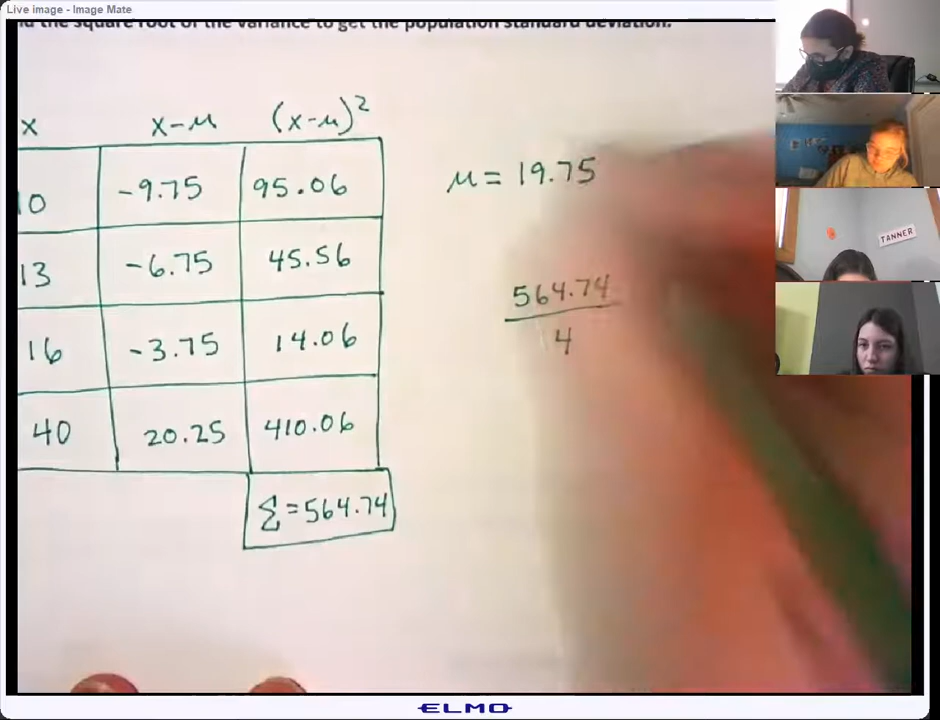 Live image - Image Mate
the square root of the variance to get the population standard deviation.
x x-μ (x-μ)²
10 -9.75 95.06
μ = 19.75
13 -6.75 45.56
564.74
4
16 -3.75 14.06
40 20.25 410.06
Σ = 564.74
TANNER
ELMO